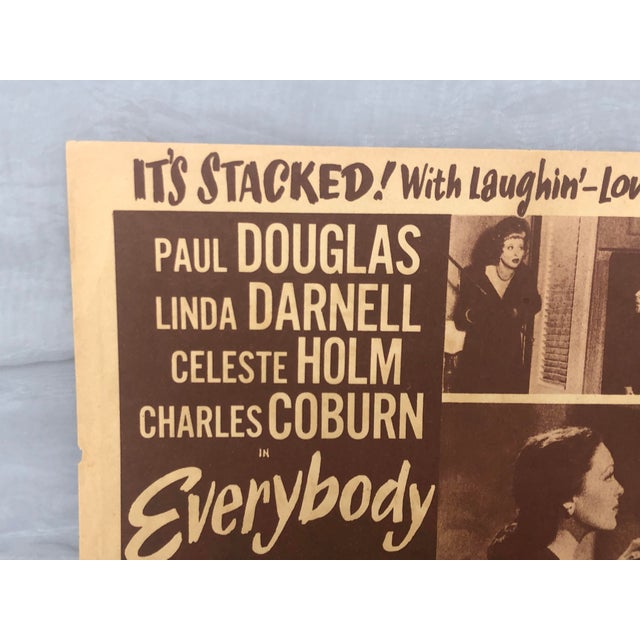 IT'S STACKED! With Laughin'-Lov
PAUL DOUGLAS
LINDA DARNELL
CELESTE HOLM
CHARLES COBURN
IN
Everybody